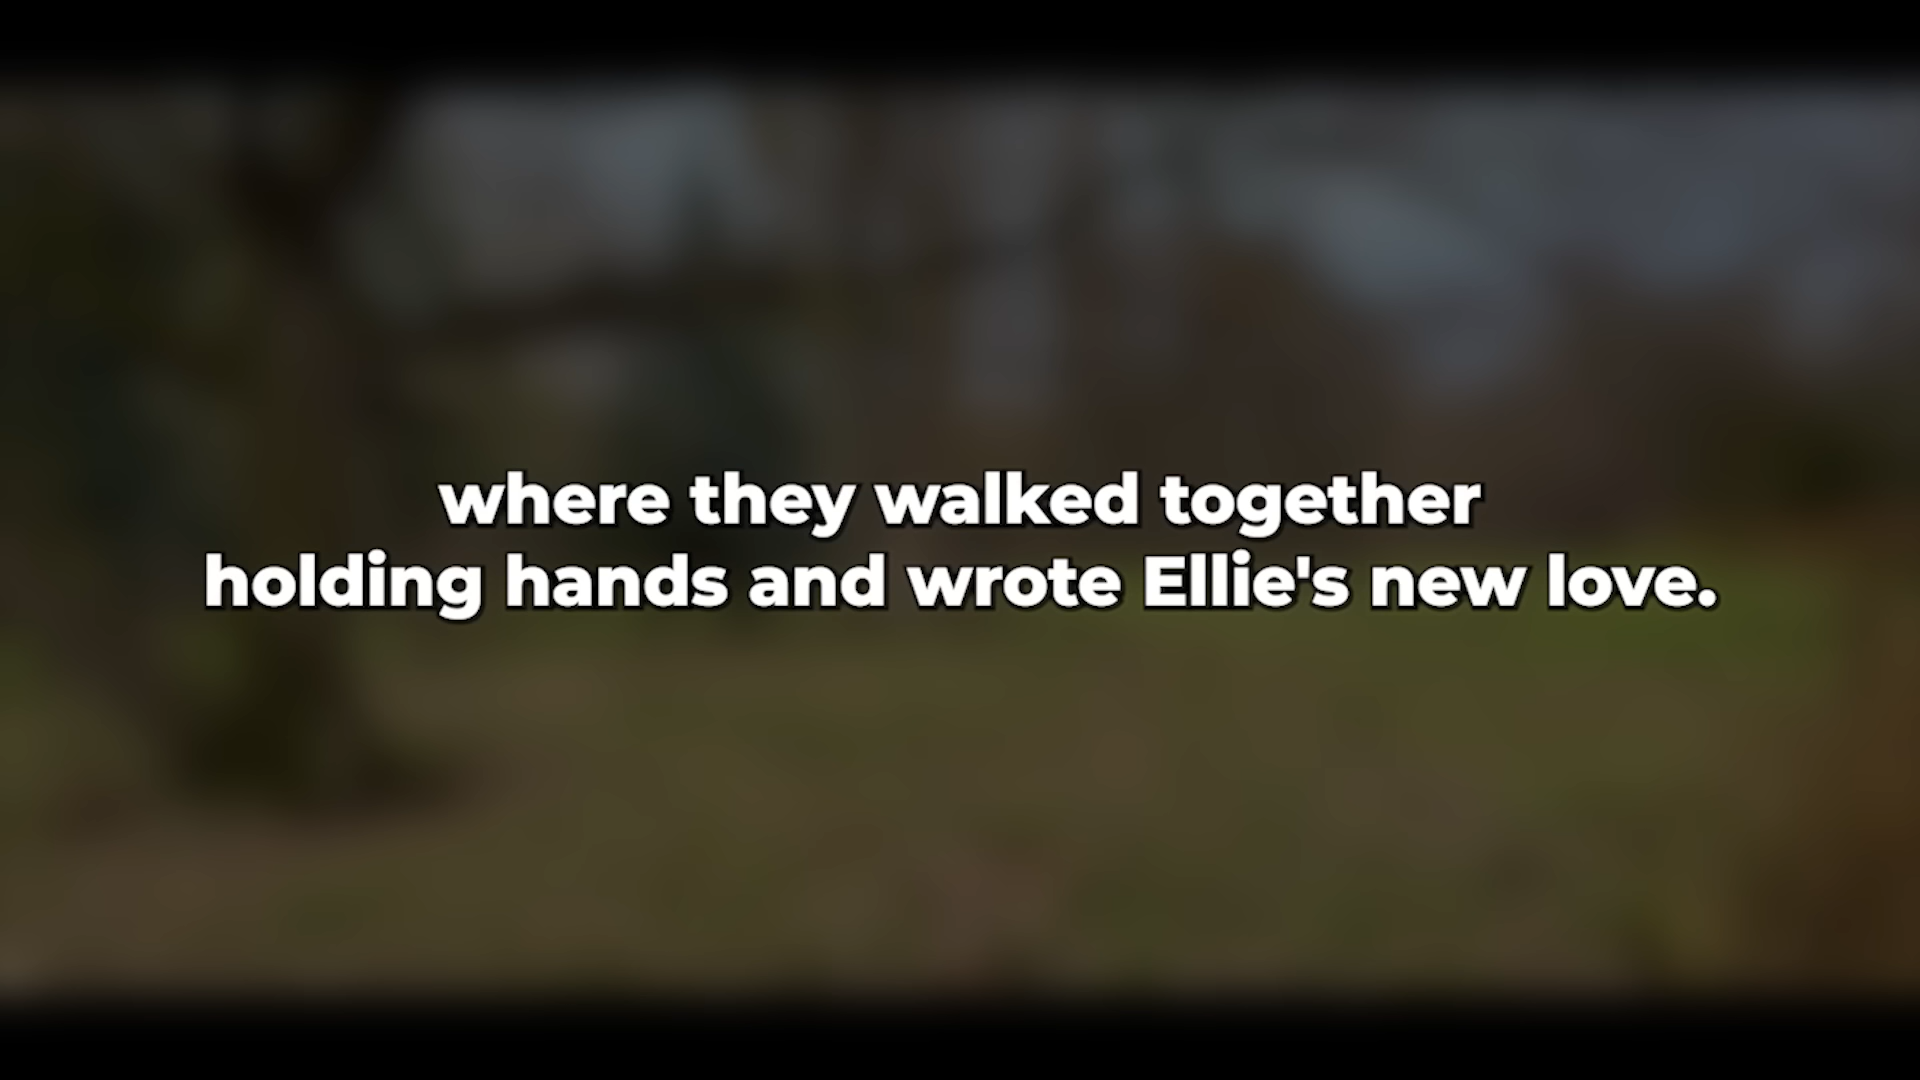 where they walked together
holding hands and wrote Ellie's new love.